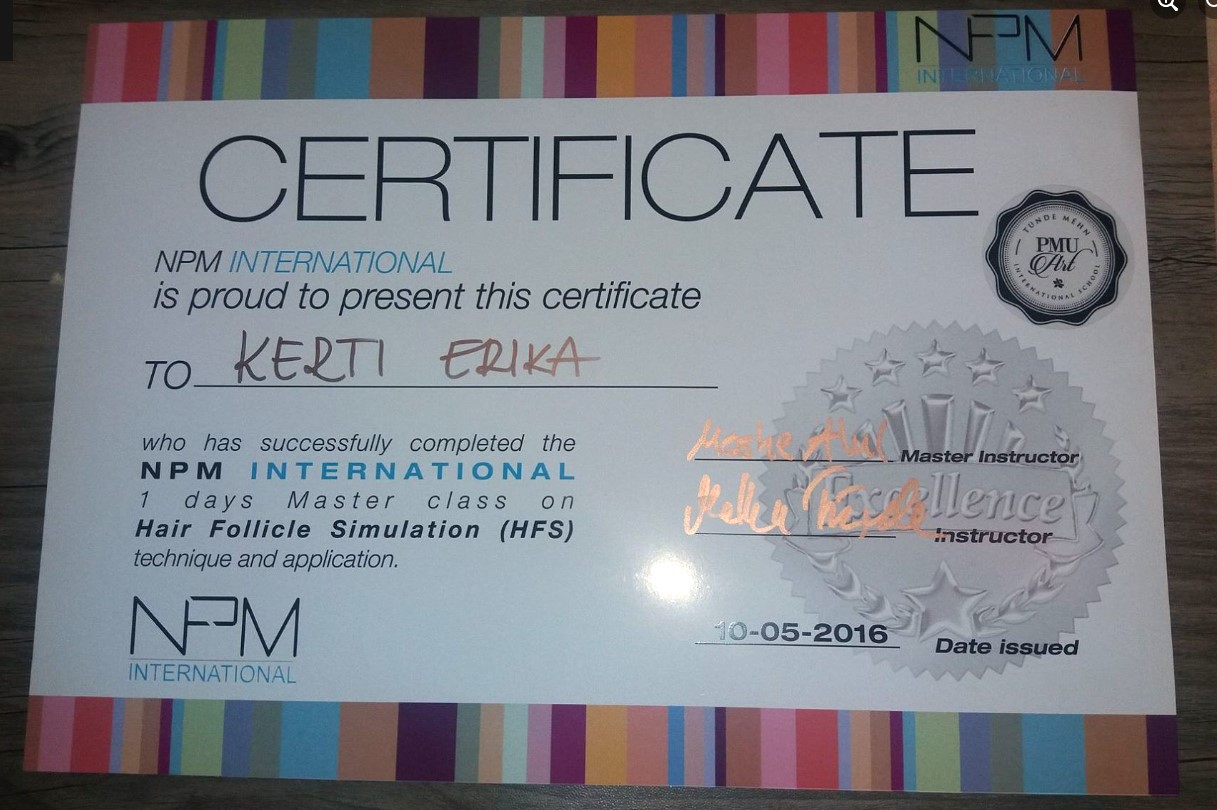 NPM
INTERNATIONAL
CERTIFICATE
TUNDE MEHN
PMU
Art
INTERNATIONAL SCHOOL
NPM INTERNATIONAL
is proud to present this certificate
TO KERTI ERIKA
who has successfully completed the
NPM INTERNATIONAL
1 days Master class on
Hair Follicle Simulation (HFS)
technique and application.
Master Instructor
Excellence
Instructor
10-05-2016 Date issued
NPM
INTERNATIONAL